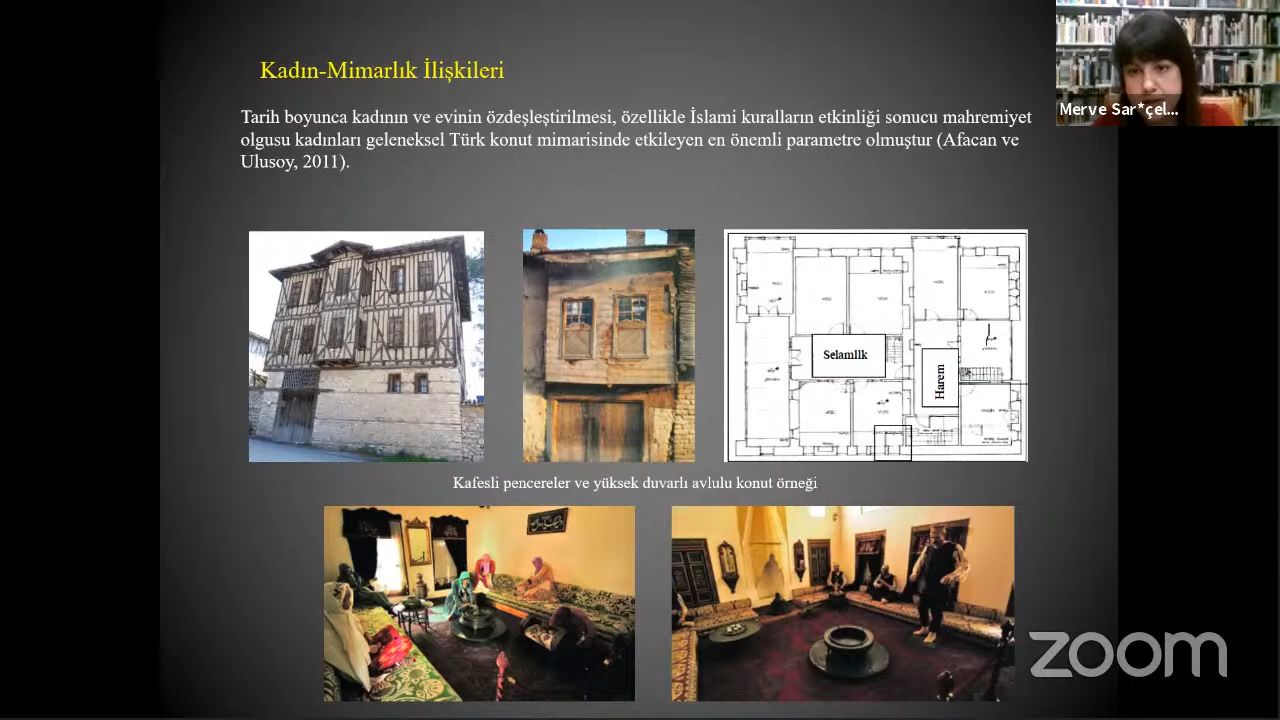 Kadın-Mimarlık İlişkileri
Merve Sar*çel...
Tarih boyunca kadının ve evinin özdeşleştirilmesi, özellikle İslami kuralların etkinliği sonucu mahremiyet
olgusu kadınları geleneksel Türk konut mimarisinde etkileyen en önemli parametre olmuştur (Afacan ve
Ulusoy, 2011).
Selamlık
Harem
Kafesli pencereler ve yüksek duvarlı avlulu konut örneği
zoom